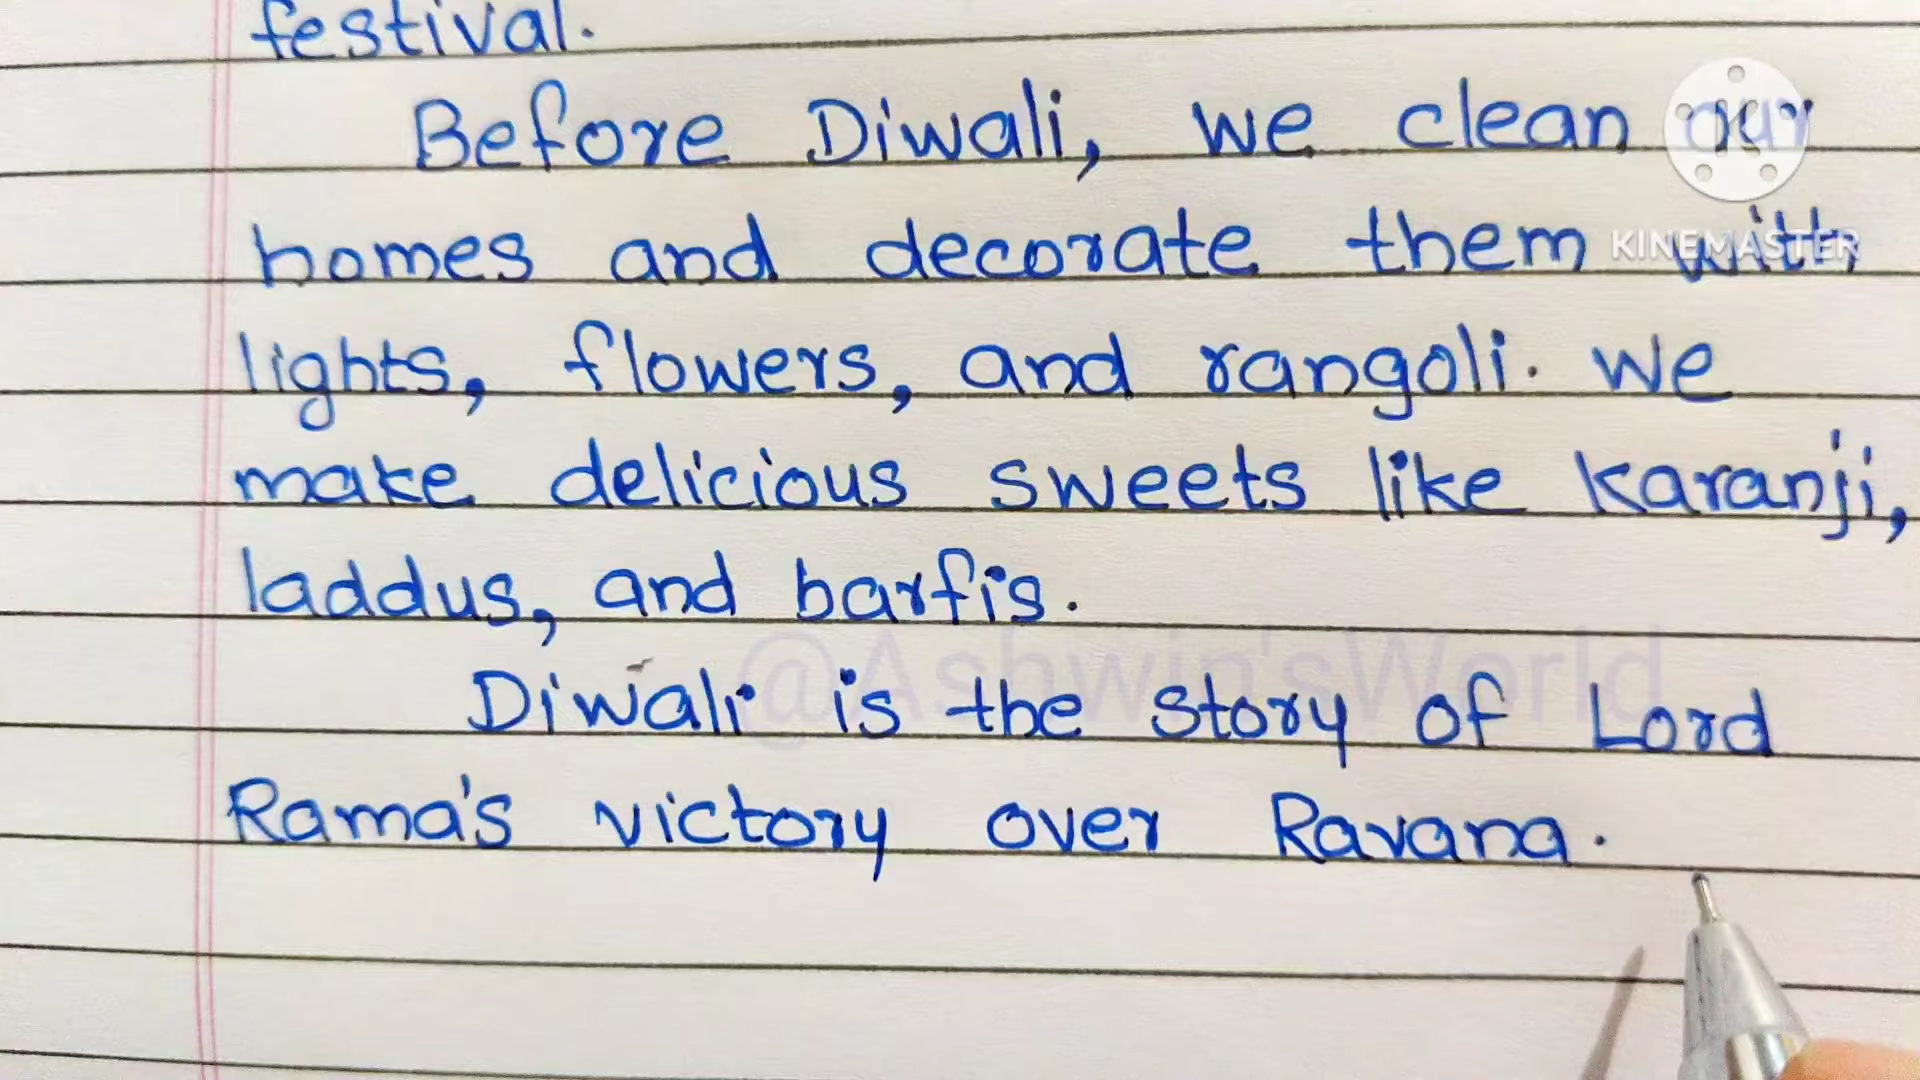 festival.
Before Diwali, we clean our
homes and decorate them with
lights, flowers, and rangoli. We
make delicious sweets like karanji,
laddus, and barfis.
Diwali is the story of Lord
Rama's victory over Ravana.
K
KINEMASTER
@Ashwin'sWorld